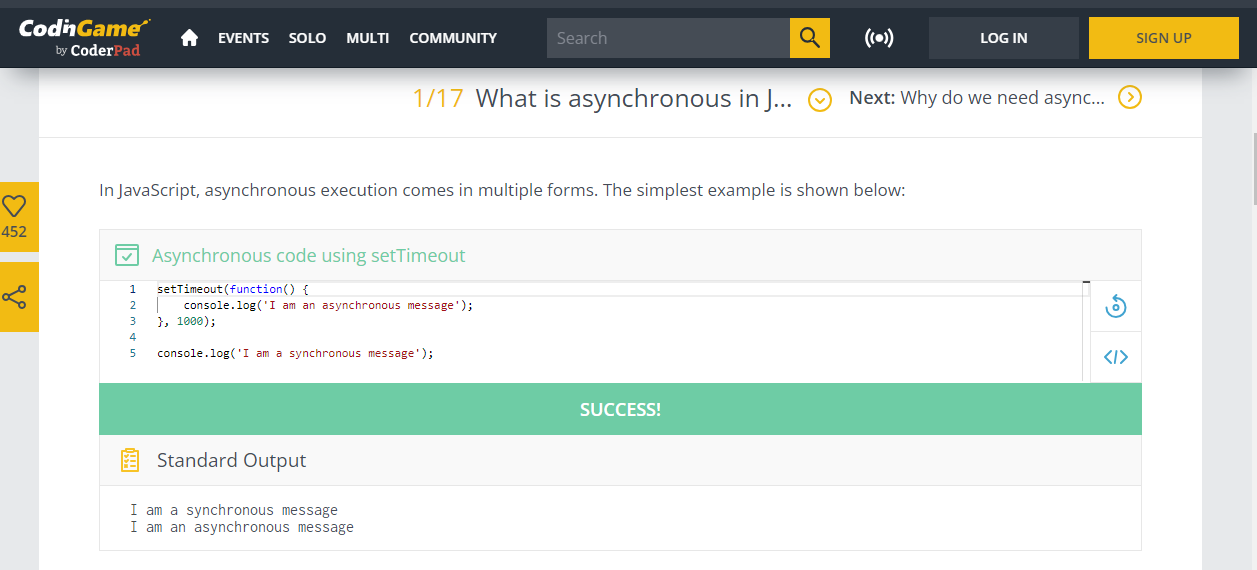 CodinGame
by CoderPad
EVENTS SOLO MULTI COMMUNITY
Search
LOG IN
SIGN UP
1/17 What is asynchronous in J...
Next: Why do we need async...
452
In JavaScript, asynchronous execution comes in multiple forms. The simplest example is shown below:
Asynchronous code using setTimeout
1 setTimeout(function() {
2 console.log('I am an asynchronous message');
3 }, 1000);
4
5 console.log('I am a synchronous message');
SUCCESS!
Standard Output
I am a synchronous message
I am an asynchronous message